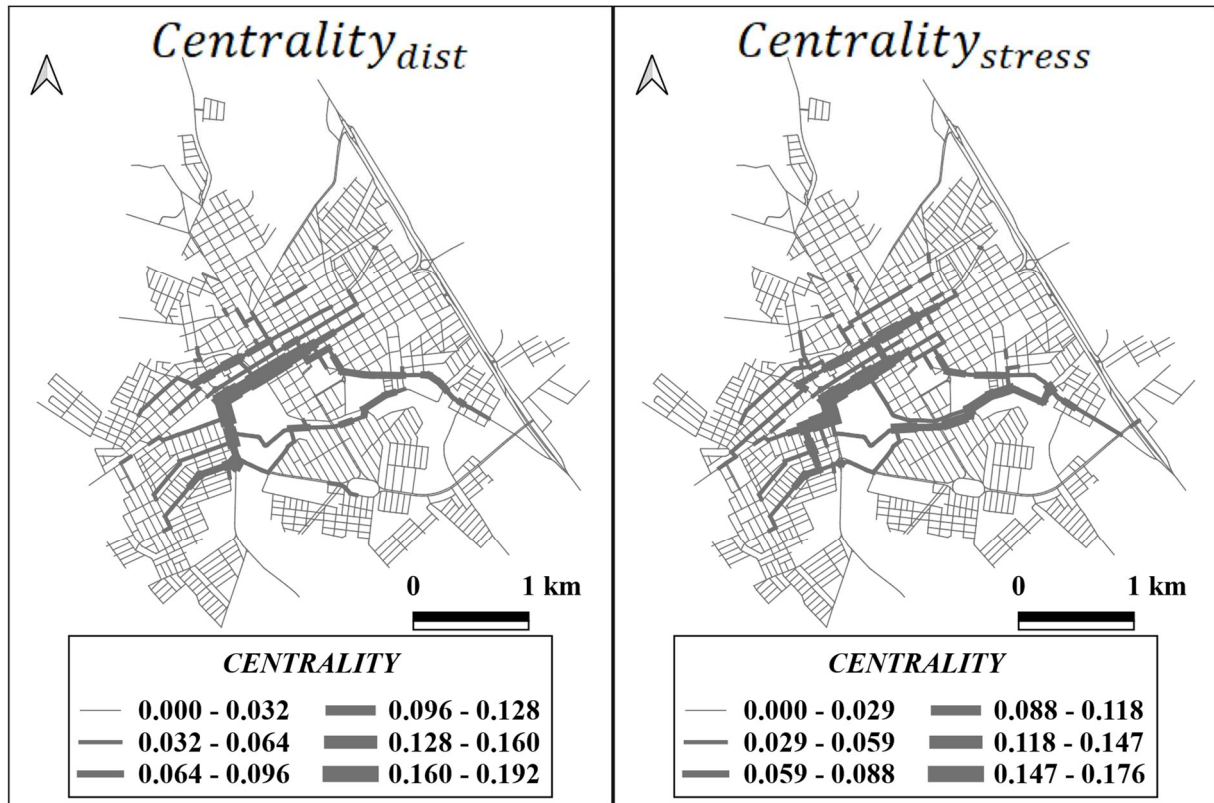 Centrality_dist
0 1 km
CENTRALITY
0.000 - 0.032 0.096 - 0.128
0.032 - 0.064 0.128 - 0.160
0.064 - 0.096 0.160 - 0.192
Centrality_stress
0 1 km
CENTRALITY
0.000 - 0.029 0.088 - 0.118
0.029 - 0.059 0.118 - 0.147
0.059 - 0.088 0.147 - 0.176